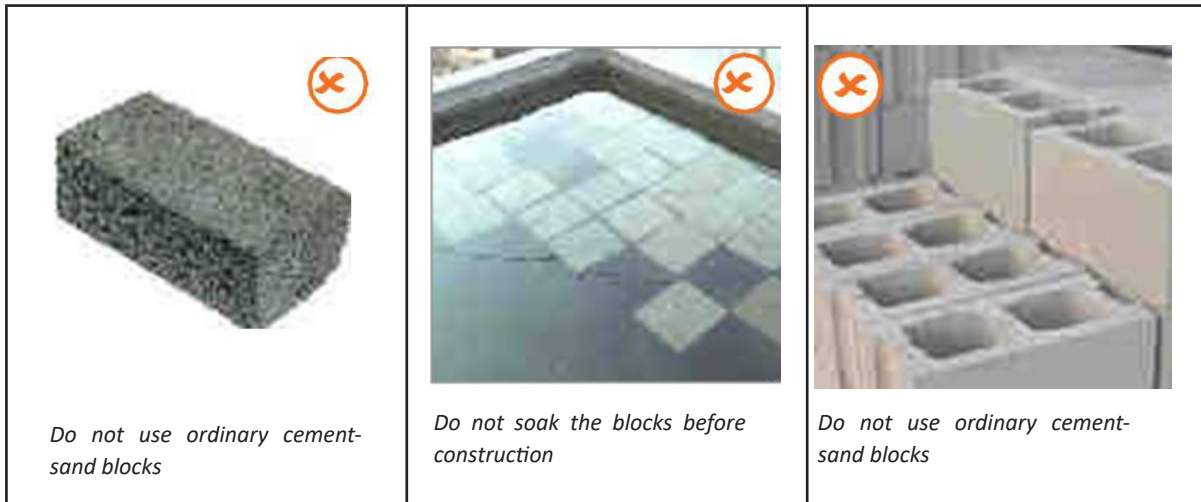 Do not use ordinary cement-
sand blocks
Do not soak the blocks before
construction
Do not use ordinary cement-
sand blocks